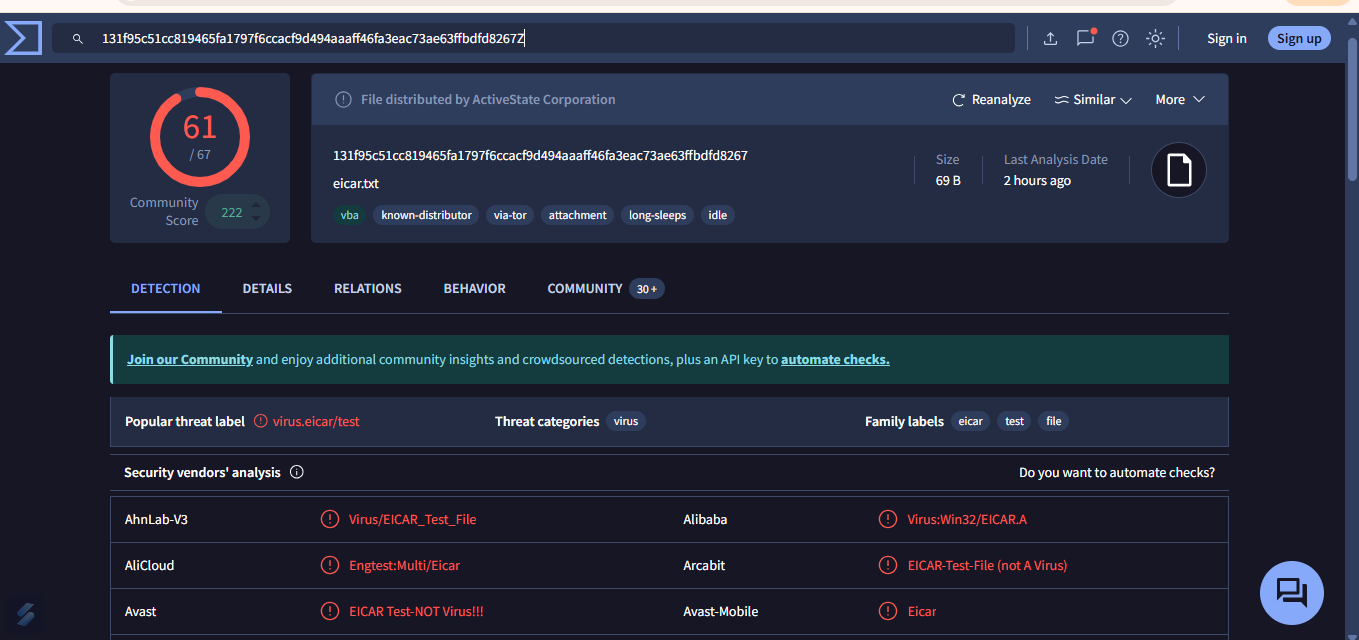 131f95c51cc819465fa1797f6ccacf9d494aaaff46fa3eac73ae63ffbdfd8267Z
Sign in
Sign up
61
/ 67
Community
Score
222
File distributed by ActiveState Corporation
Reanalyze
Similar
More
131f95c51cc819465fa1797f6ccacf9d494aaaff46fa3eac73ae63ffbdfd8267
eicar.txt
vba known-distributor via-tor attachment long-sleeps idle
Size
69 B
Last Analysis Date
2 hours ago
DETECTION DETAILS RELATIONS BEHAVIOR COMMUNITY 30+
Join our Community and enjoy additional community insights and crowdsourced detections, plus an API key to automate checks.
Popular threat label virus.eicar/test Threat categories virus Family labels eicar test file
Security vendors' analysis Do you want to automate checks?
AhnLab-V3 Virus/EICAR_Test_File Alibaba Virus:Win32/EICAR.A
AliCloud Engtest:Multi/Eicar Arcabit EICAR-Test-File (not A Virus)
Avast EICAR Test-NOT Virus!!! Avast-Mobile Eicar